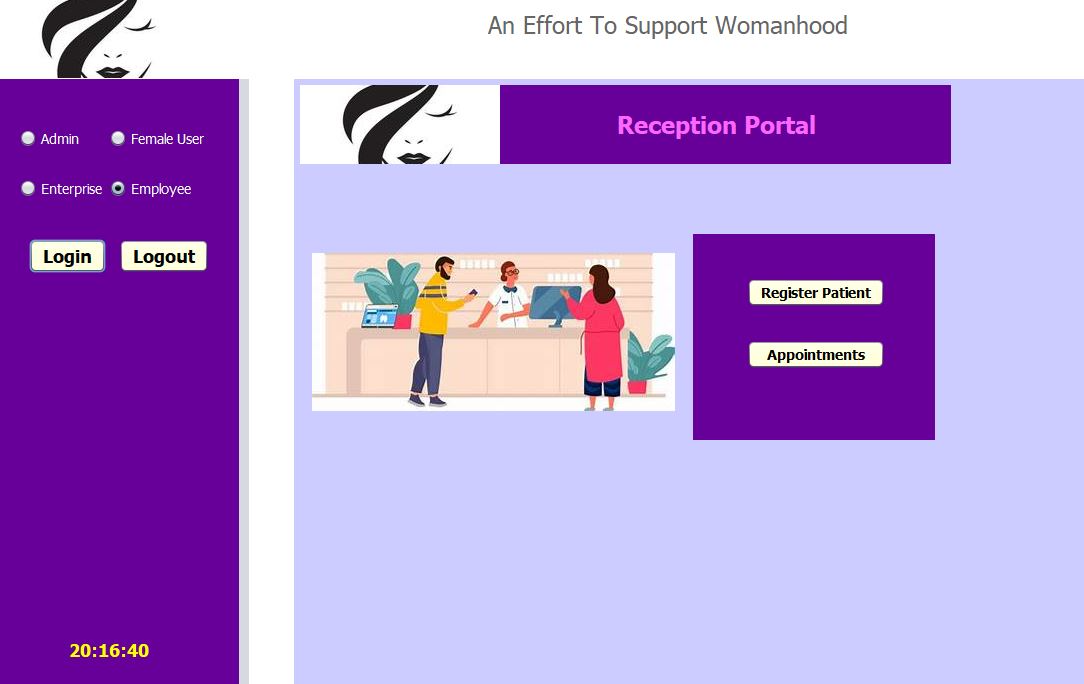 An Effort To Support Womanhood
Admin
Female User
Enterprise
Employee
Login
Logout
20:16:40
Reception Portal
Register Patient
Appointments